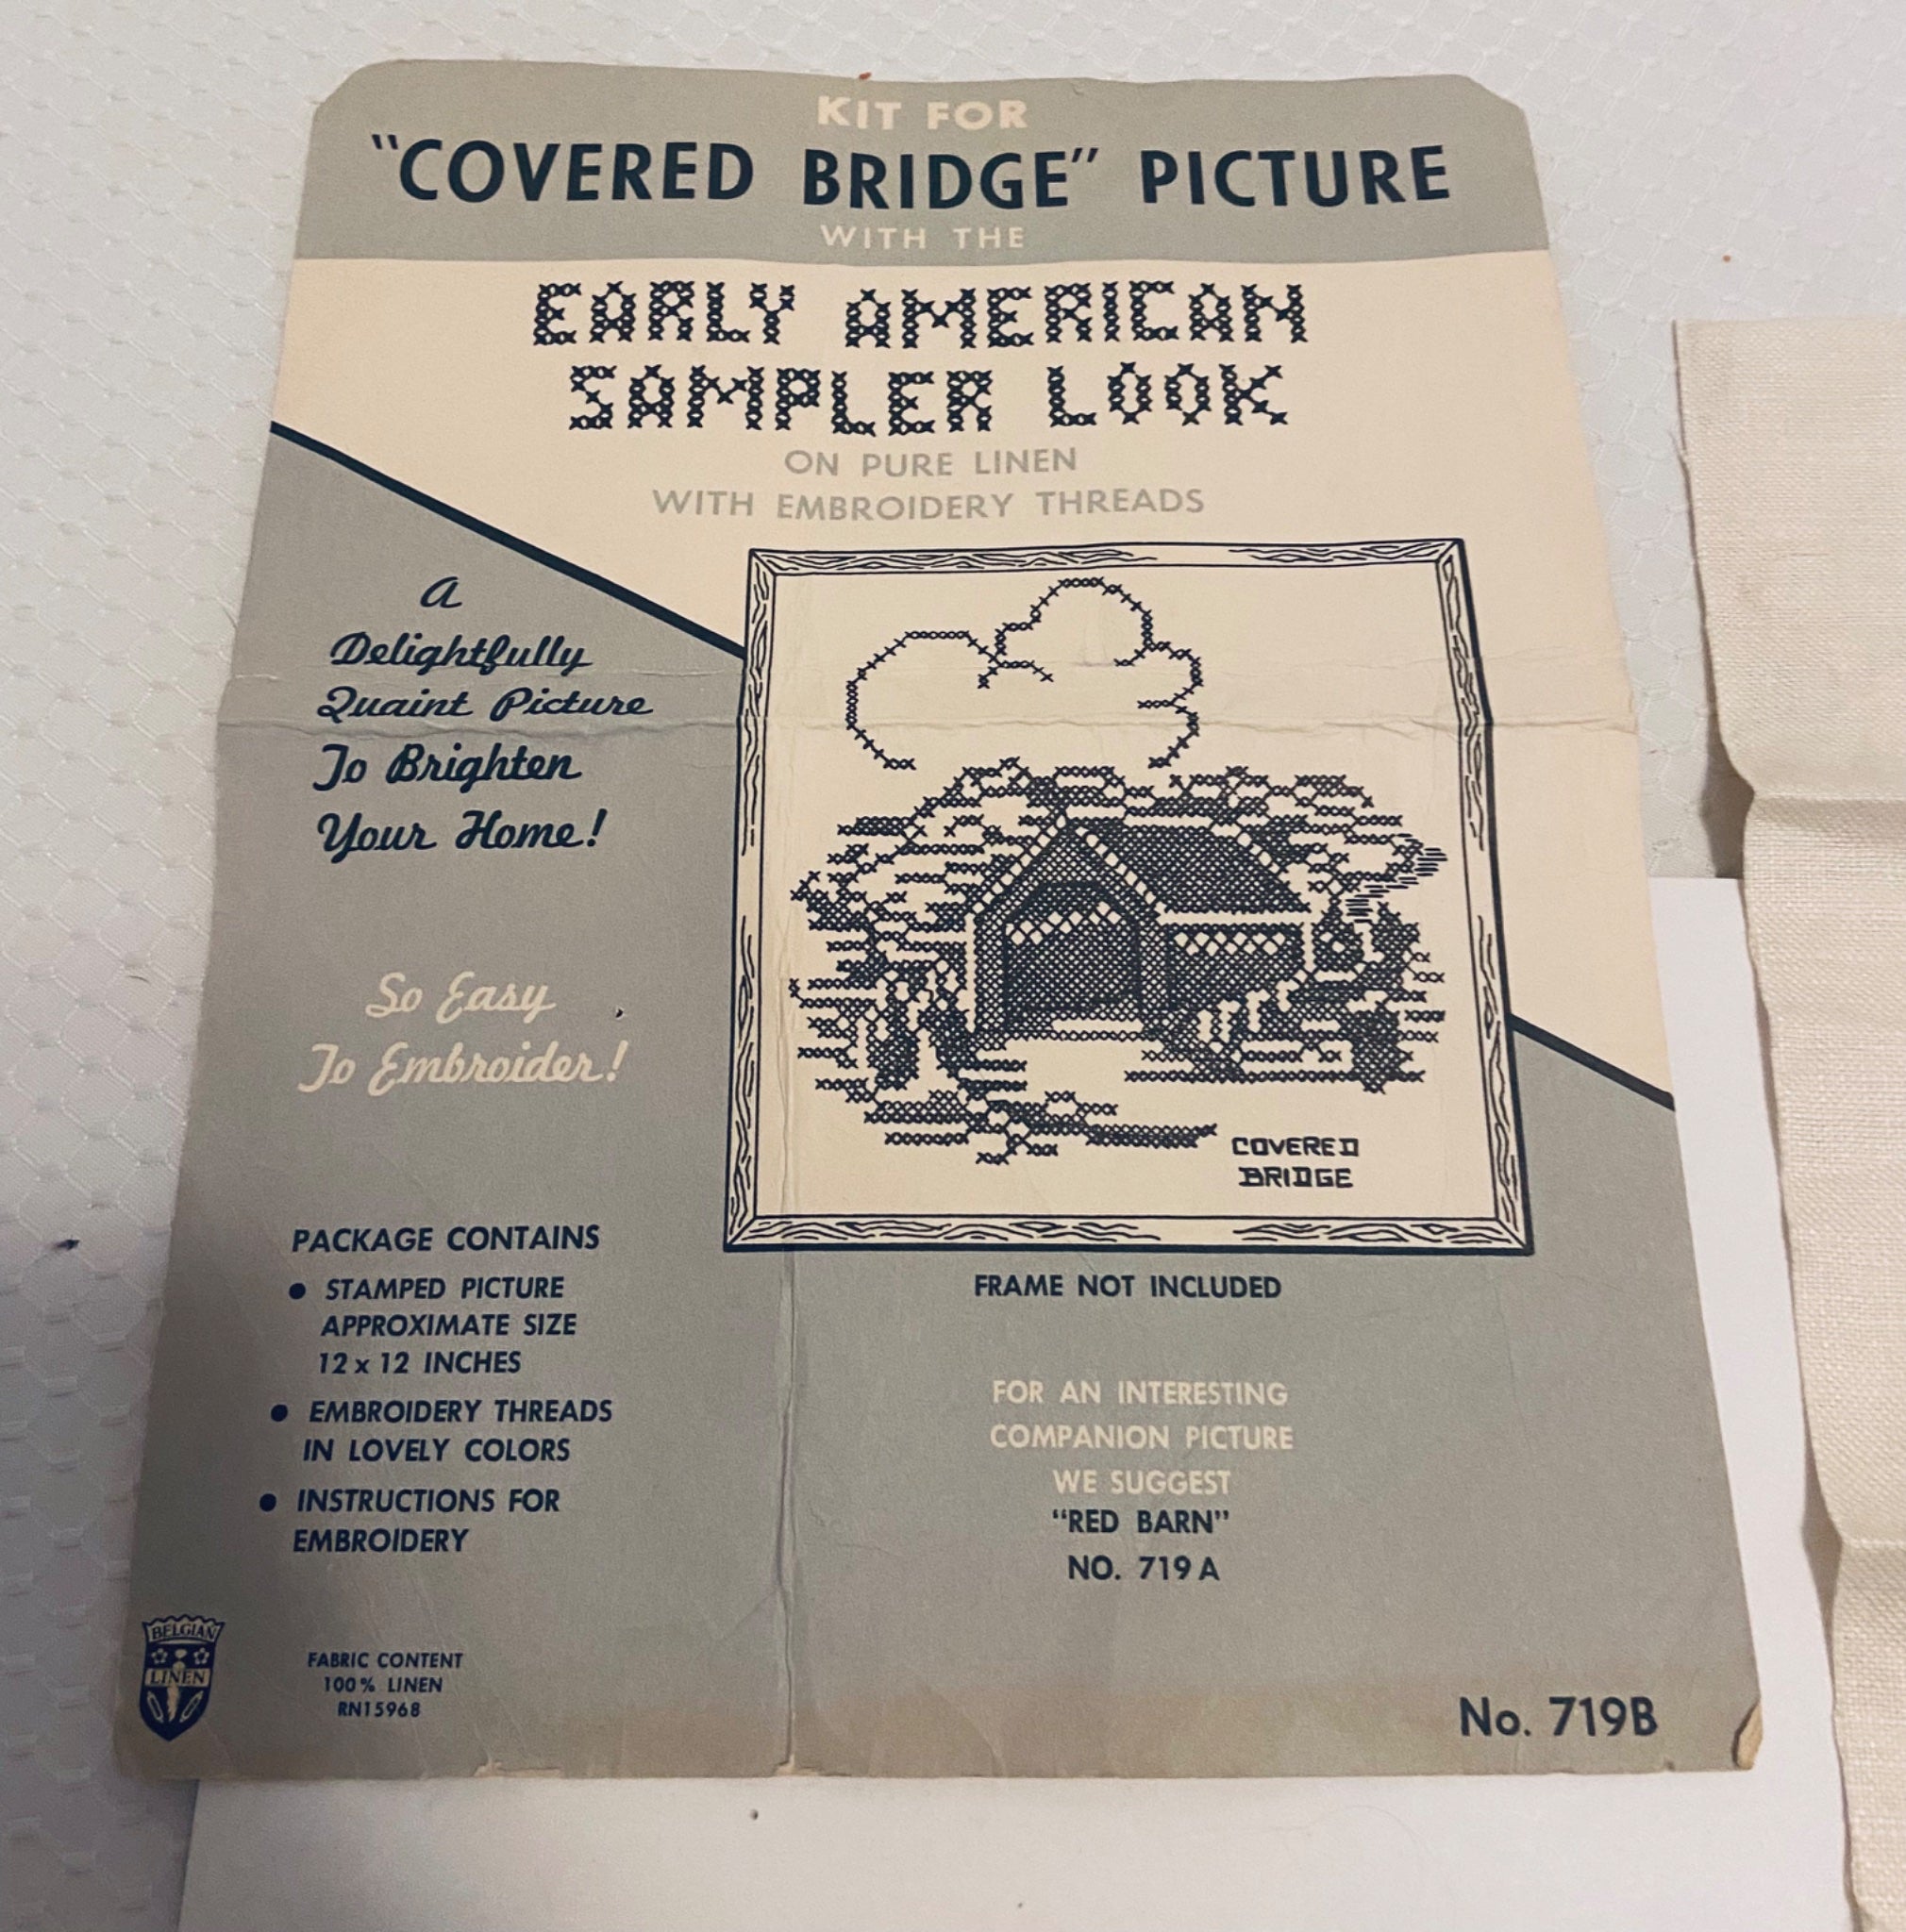 KIT FOR
"COVERED BRIDGE" PICTURE
WITH THE
EARLY AMERICAN
SAMPLER LOOK
ON PURE LINEN
WITH EMBROIDERY THREADS
A
Delightfully
Quaint Picture
To Brighten
Your Home!
So Easy
To Embroider!
COVERED
BRIDGE
PACKAGE CONTAINS
• STAMPED PICTURE
APPROXIMATE SIZE
12 x 12 INCHES
• EMBROIDERY THREADS
IN LOVELY COLORS
• INSTRUCTIONS FOR
EMBROIDERY
FRAME NOT INCLUDED
FOR AN INTERESTING
COMPANION PICTURE
WE SUGGEST
"RED BARN"
NO. 719 A
BELGIAN
LINEN
FABRIC CONTENT
100% LINEN
RN15968
No. 719B